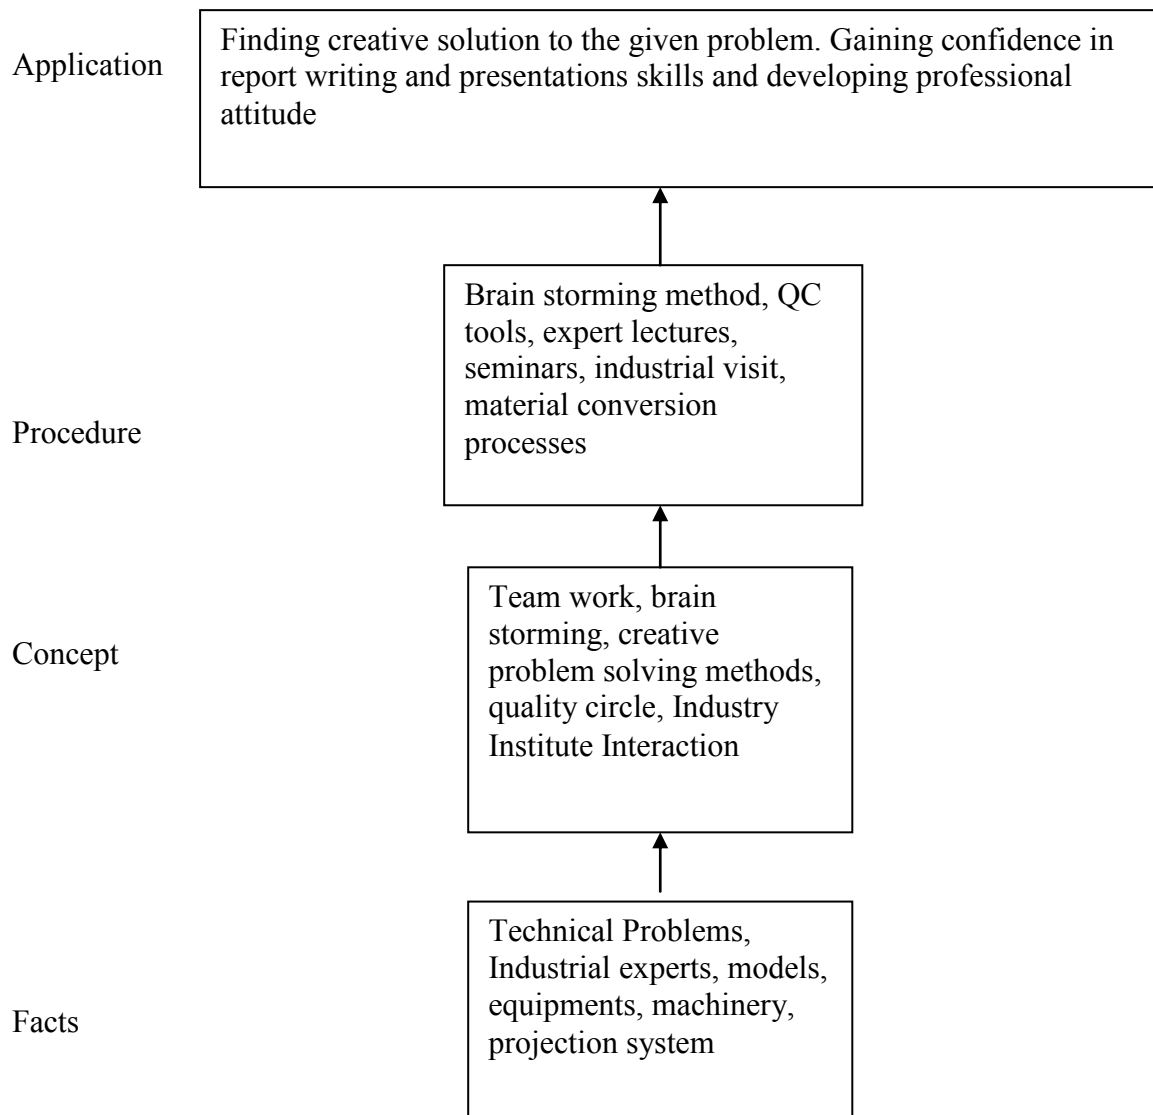 Application
Finding creative solution to the given problem. Gaining confidence in
report writing and presentations skills and developing professional
attitude
Procedure
Brain storming method, QC
tools, expert lectures,
seminars, industrial visit,
material conversion
processes
Concept
Team work, brain
storming, creative
problem solving methods,
quality circle, Industry
Institute Interaction
Facts
Technical Problems,
Industrial experts, models,
equipments, machinery,
projection system